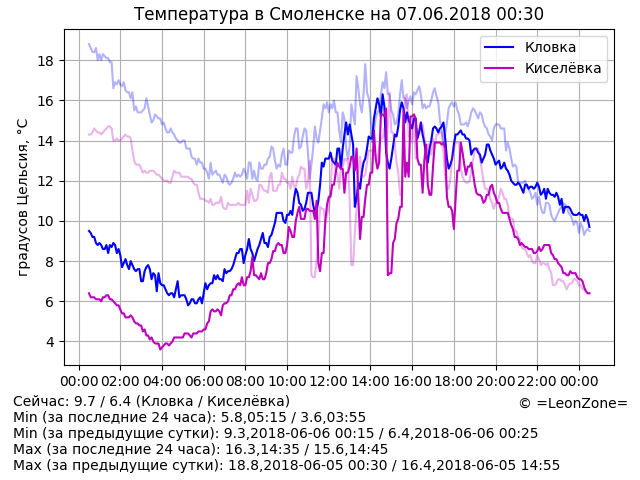 Температура в Смоленске на 07.06.2018 00:30
градусов Цельсия, °C
18
16
14
12
10
8
6
4
Кловка
Киселёвка
00:00 02:00 04:00 06:00 08:00 10:00 12:00 14:00 16:00 18:00 20:00 22:00 00:00
Сейчас: 9.7 / 6.4 (Кловка / Киселёвка)
© =LeonZone=
Min (за последние 24 часа): 5.8,05:15 / 3.6,03:55
Min (за предыдущие сутки): 9.3,2018-06-06 00:15 / 6.4,2018-06-06 00:25
Max (за последние 24 часа): 16.3,14:35 / 15.6,14:45
Max (за предыдущие сутки): 18.8,2018-06-05 00:30 / 16.4,2018-06-05 14:55